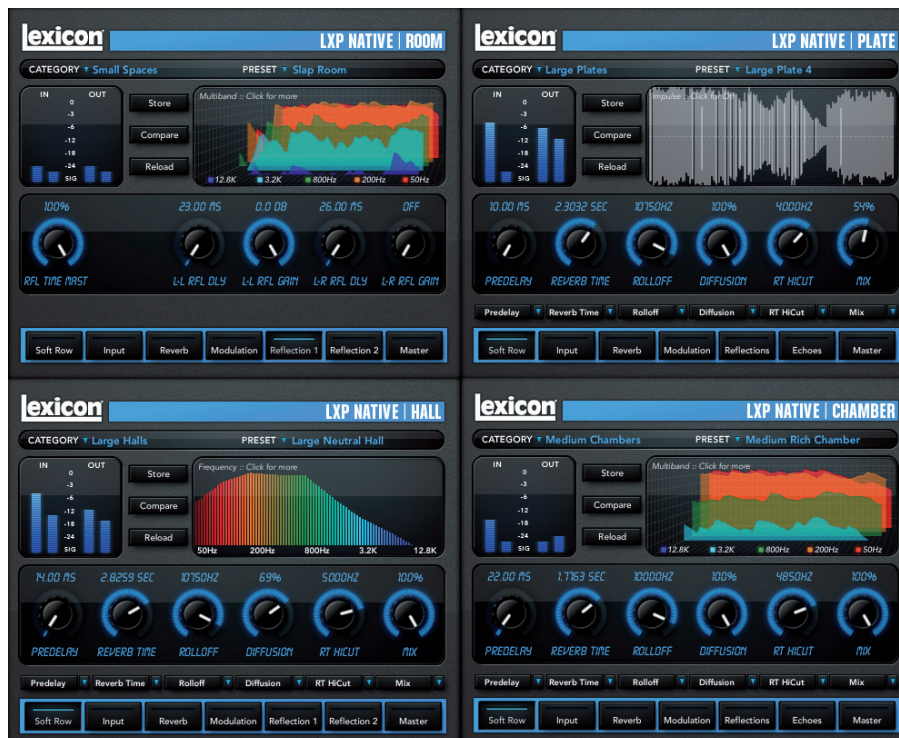 lexicon
LXP NATIVE | ROOM
CATEGORY Small Spaces PRESET Slap Room
IN OUT
0
-3
-6
-12
-18
-24
SIG
Store
Compare
Reload
Multiband :: Click for more
12.8K 3.2K 800Hz 200Hz 50Hz
100% 23.00 MS 0.0 DB 26.00 MS OFF
RFL TIME MAST L-L RFL DLY L-L RFL GAIN L-R RFL DLY L-R RFL GAIN
Soft Row Input Reverb Modulation Reflection 1 Reflection 2 Master
lexicon
LXP NATIVE | PLATE
CATEGORY Large Plates PRESET Large Plate 4
IN OUT
0
-3
-6
-12
-18
-24
SIG
Store
Compare
Reload
Impulse :: Click for Off
10.00 MS 2.3032 SEC 10750HZ 100% 4000HZ 54%
PREDELAY REVERB TIME ROLLOFF DIFFUSION RT HICUT MIX
Predelay Reverb Time Rolloff Diffusion RT HiCut Mix
Soft Row Input Reverb Modulation Reflections Echoes Master
lexicon
LXP NATIVE | HALL
CATEGORY Large Halls PRESET Large Neutral Hall
IN OUT
0
-3
-6
-12
-18
-24
SIG
Store
Compare
Reload
Frequency :: Click for more
50Hz 200Hz 800Hz 3.2K 12.8K
14.00 MS 2.8259 SEC 10750HZ 69% 5000HZ 100%
PREDELAY REVERB TIME ROLLOFF DIFFUSION RT HICUT MIX
Predelay Reverb Time Rolloff Diffusion RT HiCut Mix
Soft Row Input Reverb Modulation Reflection 1 Reflection 2 Master
lexicon
LXP NATIVE | CHAMBER
CATEGORY Medium Chambers PRESET Medium Rich Chamber
IN OUT
0
-3
-6
-12
-18
-24
SIG
Store
Compare
Reload
Multiband :: Click for more
12.8K 3.2K 800Hz 200Hz 50Hz
22.00 MS 1.7763 SEC 10000HZ 100% 4850HZ 100%
PREDELAY REVERB TIME ROLLOFF DIFFUSION RT HICUT MIX
Predelay Reverb Time Rolloff Diffusion RT HiCut Mix
Soft Row Input Reverb Modulation Reflections Echoes Master